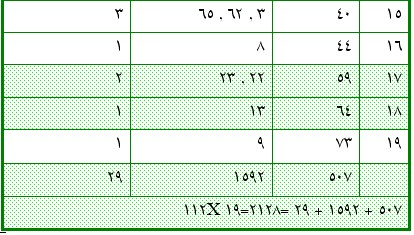 ١٥ ٤٠ ٣ , ٦٢ , ٦٥ ٣
١٦ ٤٤ ٨ ١
١٧ ٥٩ ٢٢ , ٢٣ ٢
١٨ ٦٤ ١٣ ١
١٩ ٧٣ ٩ ١
٥٠٧ ١٥٩٢ ٢٩
٥٠٧ + ١٥٩٢ + ٢٩ =٢١٢٨=١٩ X١١٢